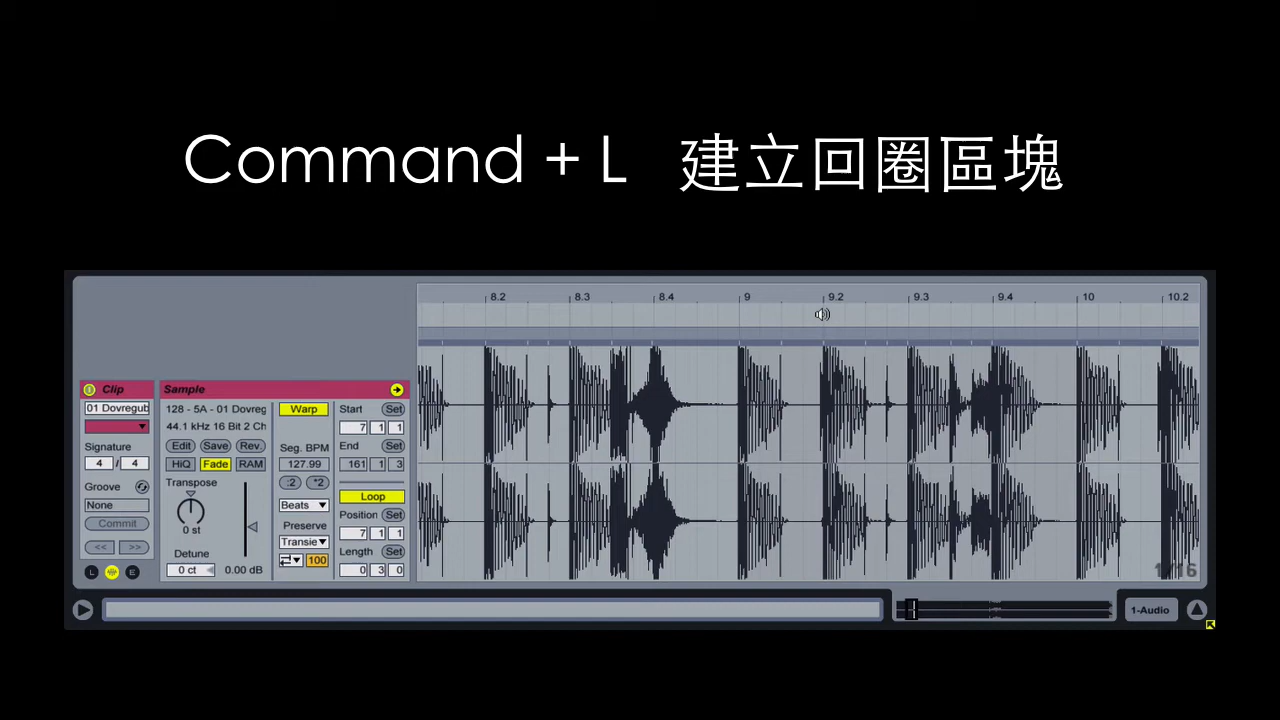 Command + L 建立回圈區塊
8.2 8.3 8.4 9 9.2 9.3 9.4 10 10.2
Clip
01 Dovregub
Signature
4 / 4
Groove
None
Commit
<< >>
L E
Sample
128 - 5A - 01 Dovreg
44.1 kHz 16 Bit 2 Ch
Edit Save Rev.
HiQ Fade RAM
Transpose
0 st
Detune
0 ct 0.00 dB
Warp
Seg. BPM
127.99
:2 *2
Beats
Preserve
Transie
100
Start Set
7 1 1
End Set
161 1 3
Loop
Position Set
7 1 1
Length Set
0 3 0
1/16
1-Audio